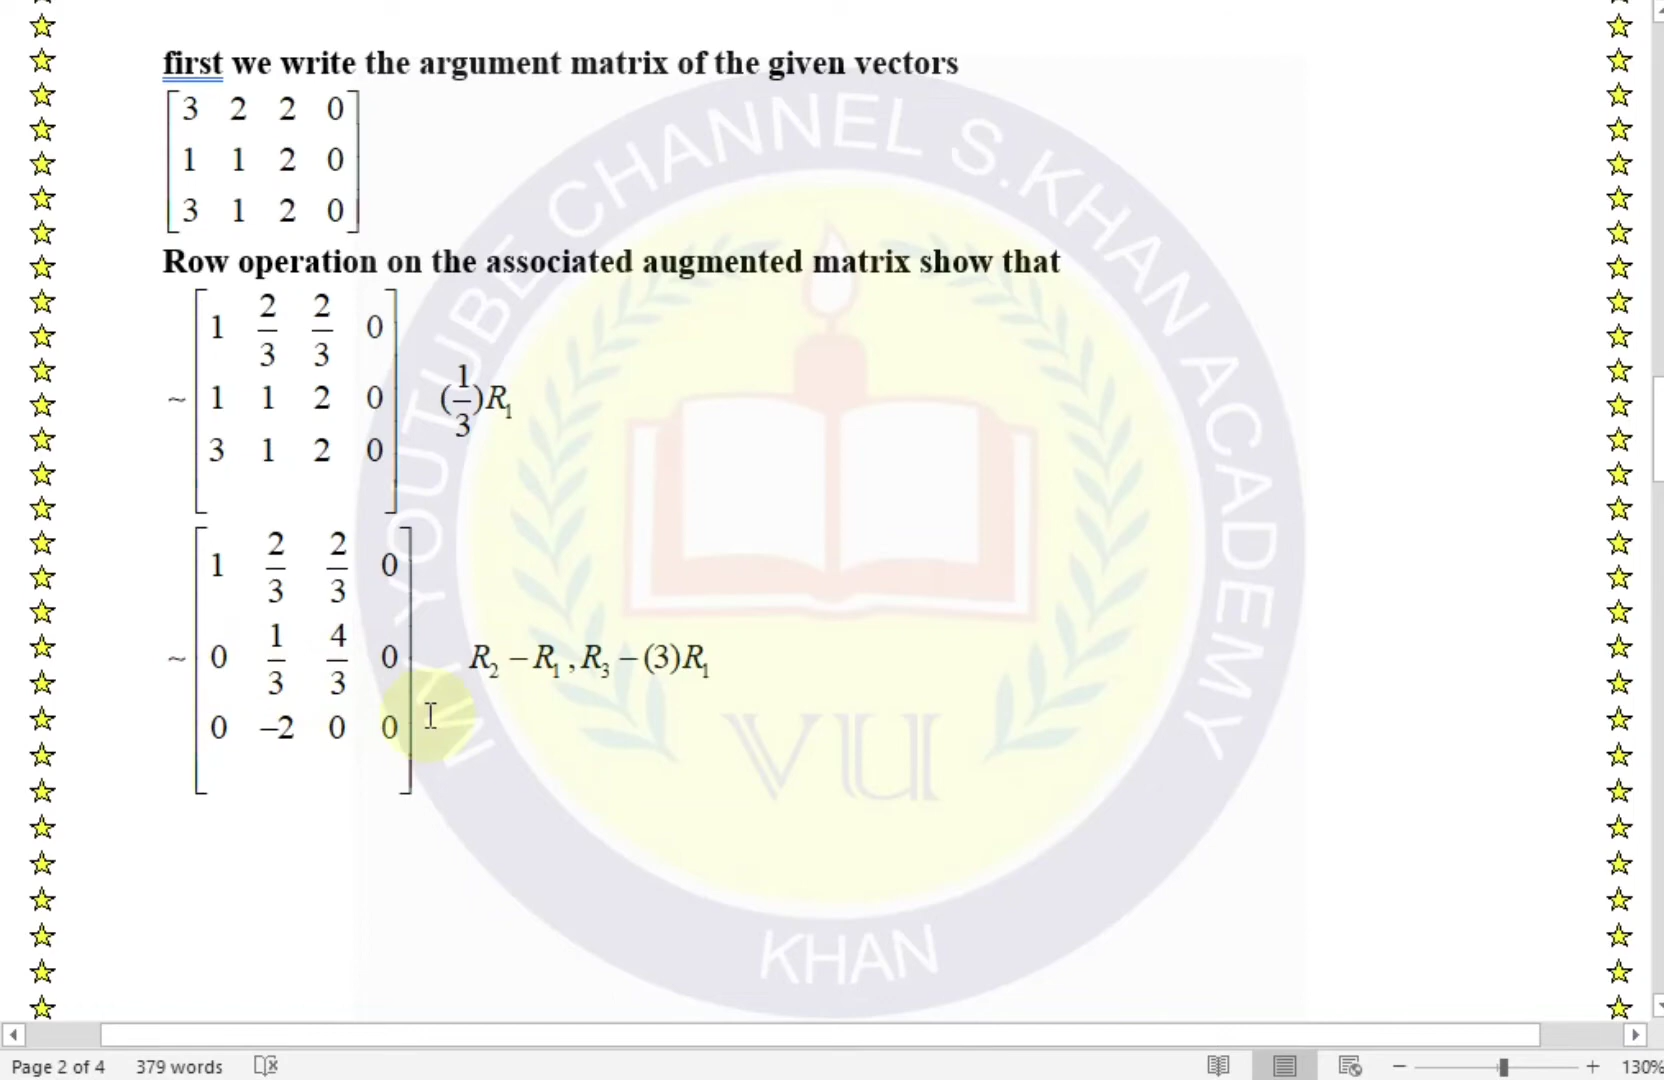 first we write the argument matrix of the given vectors
3 2 2 0
1 1 2 0
3 1 2 0
Row operation on the associated augmented matrix show that
~ [1 2/3 2/3 0
1 1 2 0
3 1 2 0] (1/3)R₁
~ [1 2/3 2/3 0
0 1/3 4/3 0
0 –2 0 0] R₂ – R₁ , R₃ – (3)R₁
YOUTUBE CHANNEL S.KHAN ACADEMY
VU
KHAN
Page 2 of 4 379 words 130%